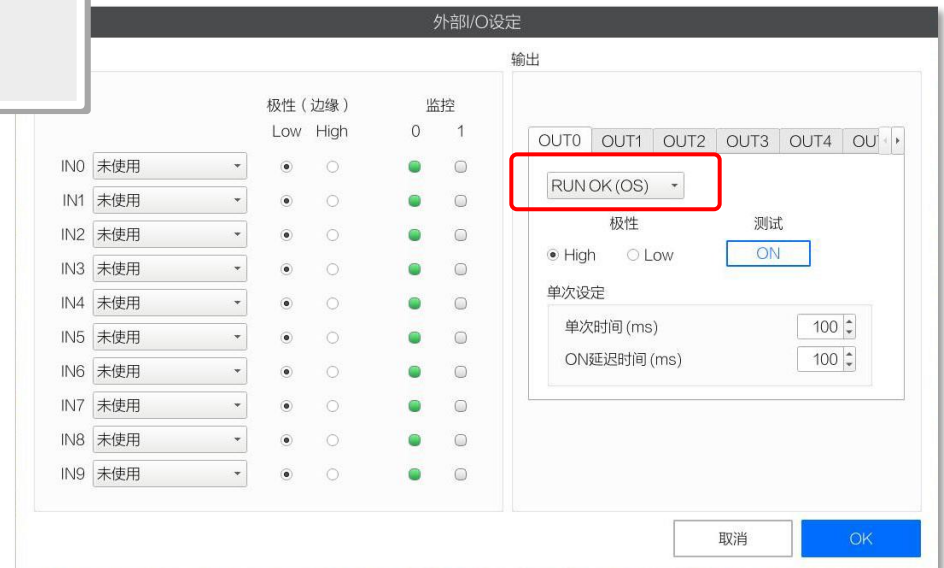 外部I/O设定
输出
极性（边缘） 监控
Low High 0 1
IN0 未使用
IN1 未使用
IN2 未使用
IN3 未使用
IN4 未使用
IN5 未使用
IN6 未使用
IN7 未使用
IN8 未使用
IN9 未使用
OUT0 OUT1 OUT2 OUT3 OUT4 OU
RUN OK (OS)
极性 测试
High Low ON
单次设定
单次时间 (ms) 100
ON延迟时间 (ms) 100
取消 OK